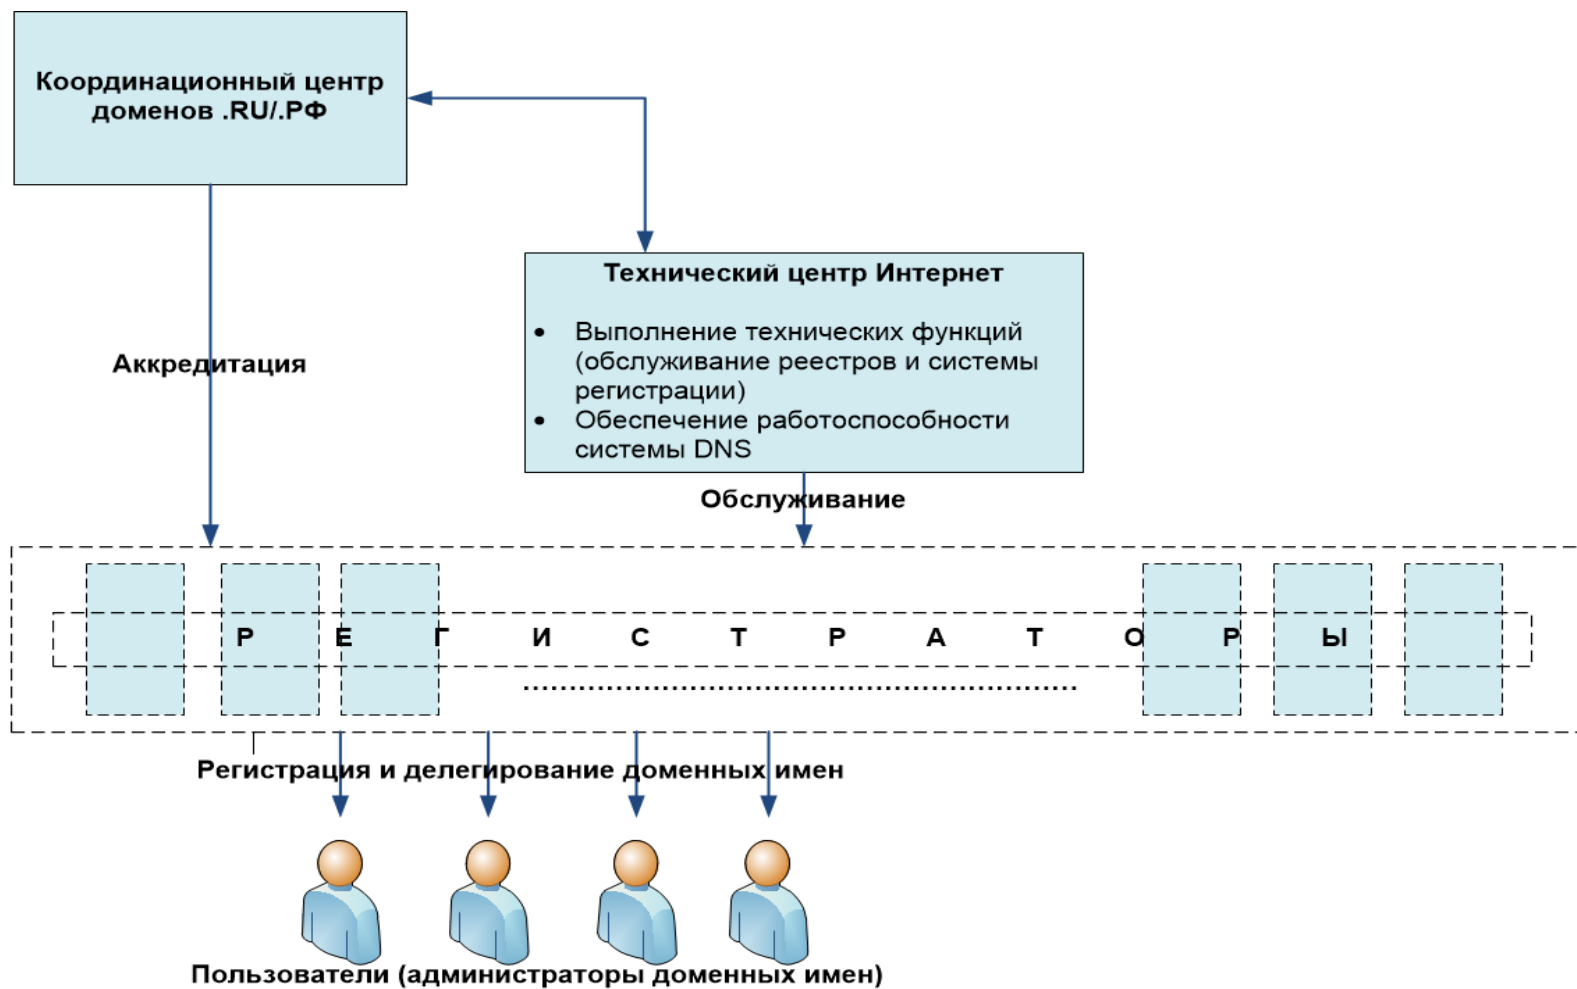 Координационный центр
доменов .RU/.РФ
Технический центр Интернет
• Выполнение технических функций
(обслуживание реестров и системы
регистрации)
• Обеспечение работоспособности
системы DNS
Аккредитация
Обслуживание
Р Е Г И С Т Р А Т О Р Ы
Регистрация и делегирование доменных имен
Пользователи (администраторы доменных имен)